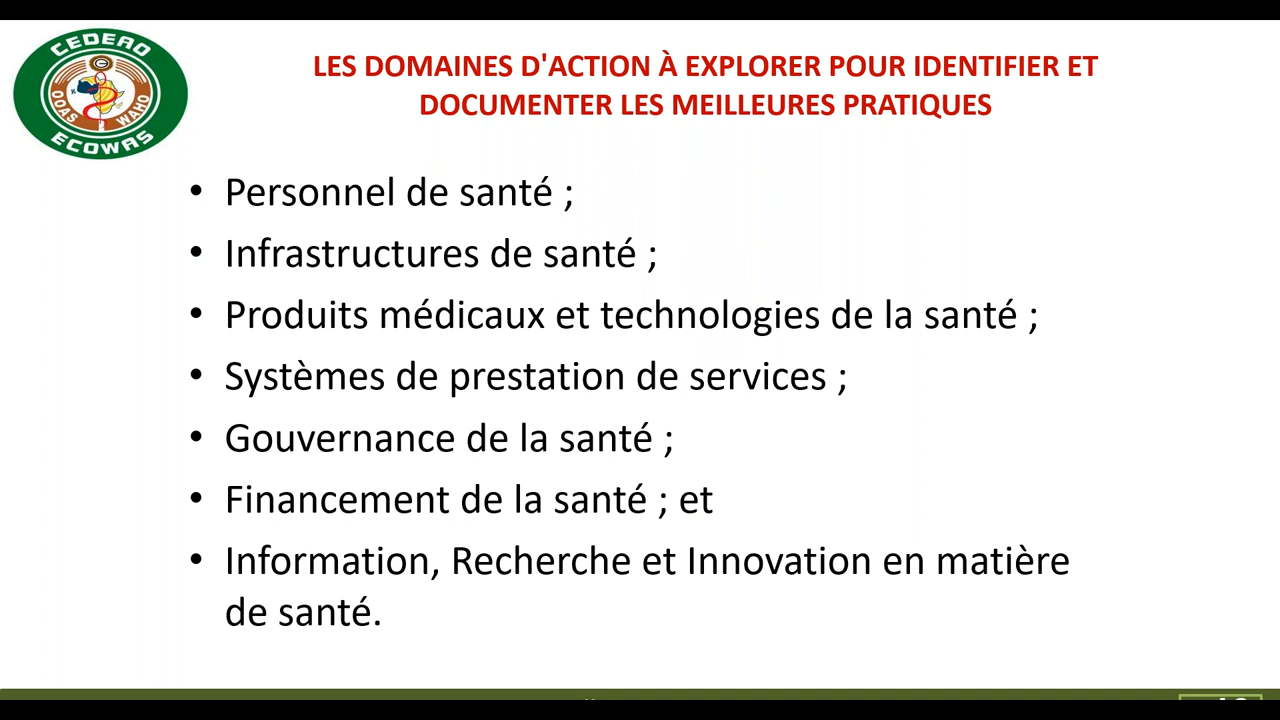 CEDEAO
OOAS WAHO
ECOWAS
LES DOMAINES D'ACTION À EXPLORER POUR IDENTIFIER ET
DOCUMENTER LES MEILLEURES PRATIQUES
• Personnel de santé ;
• Infrastructures de santé ;
• Produits médicaux et technologies de la santé ;
• Systèmes de prestation de services ;
• Gouvernance de la santé ;
• Financement de la santé ; et
• Information, Recherche et Innovation en matière
de santé.